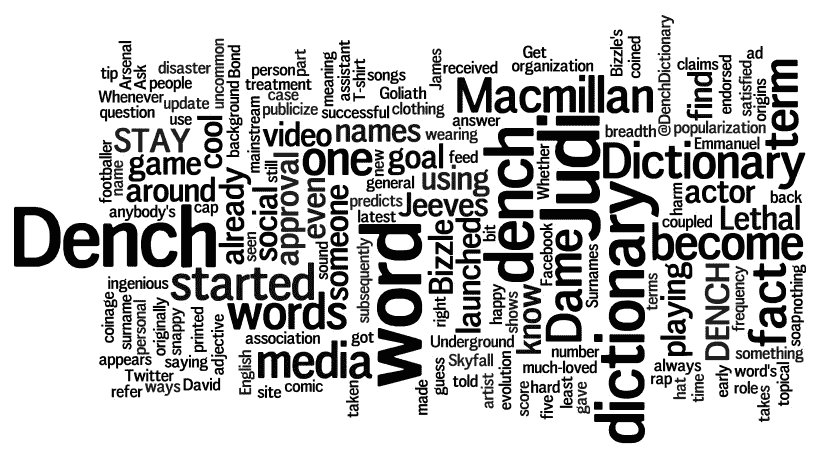 Dench
word
dictionary
Judi
dench
Macmillan
Dictionary
Dame
become
fact
term
media
words
started
one
someone
already
social
approval
even
around
game
STAY
cool
video
names
goal
using
Jeeves
Bizzle
launched
know
playing
DENCH
actor
Lethal
find
tip
Arsenal
Ask
disaster
people
Whenever
question
update
use
uncommon
background
Bond
person
treatment
part
case
publicize
mainstream
still
meaning
assistant
T-shirt
songs
Goliath
successful
clothing
James
received
Get
organization
Bizzle's
coined
answer
wearing
new
feed
general
predicts
latest
footballer
name
anybody's
cap
seen
sound
subsequently
bit
right
happy
shows
Whether
Facebook
Surnames
breadth
@DenchDictionary
claims
endorsed
ad
satisfied
origins
popularization
Emmanuel
harm
coupled
back
terms
frequency
soap
nothing
something
word's
role
early
takes
topical
always
rap
hat
time
number
much-loved
least
gave
hard
five
score
evolution
artist
told
guess
made
Skyfall
Underground
got
taken
association
comic
site
English
adjective
printed
saying
David
ways
Twitter
refer
appears
snappy
originally
personal
surname
coinage
ingenious